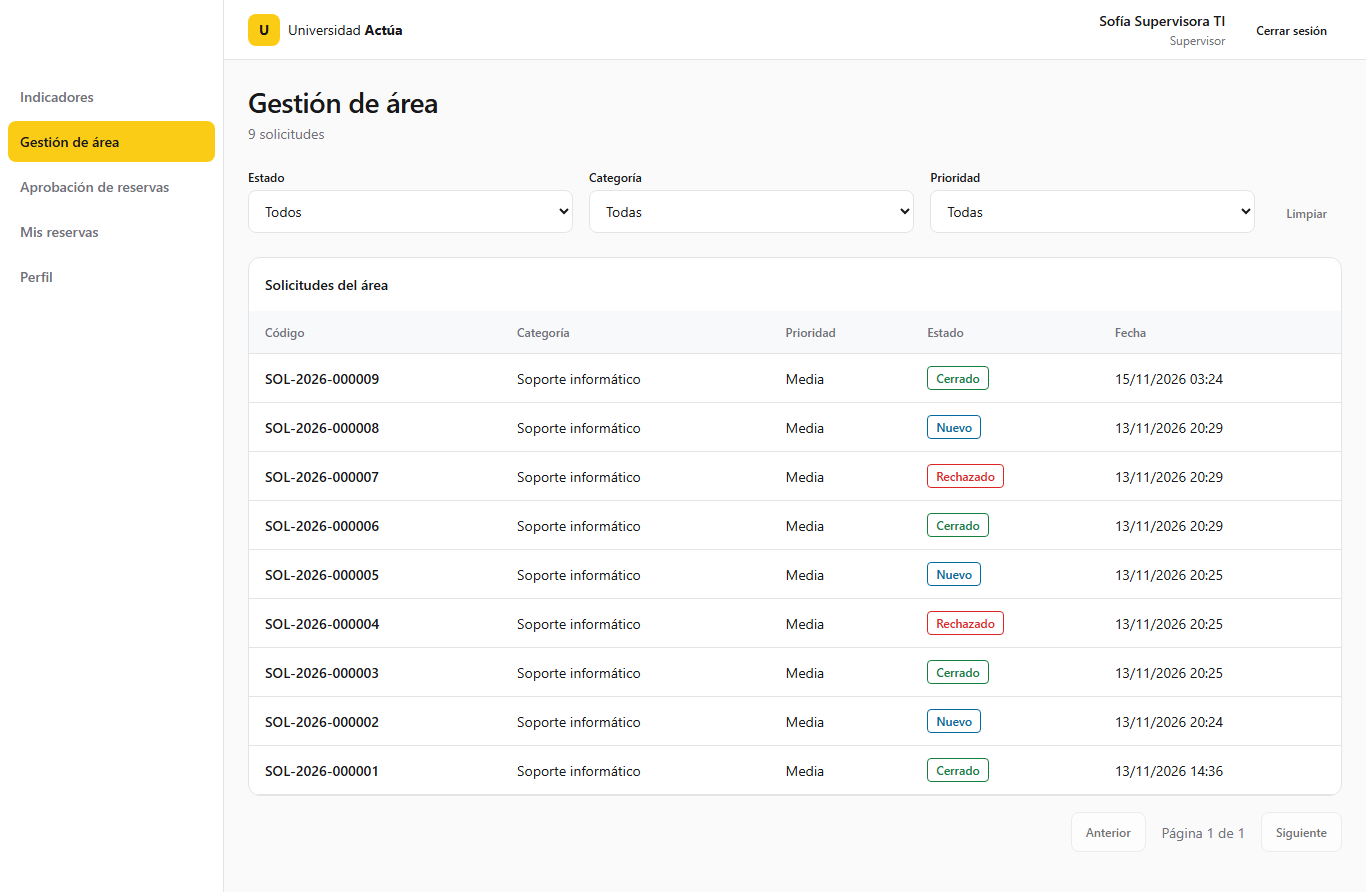 U Universidad Actúa
Sofía Supervisora TI
Supervisor
Cerrar sesión
Indicadores
Gestión de área
Aprobación de reservas
Mis reservas
Perfil
Gestión de área
9 solicitudes
Estado Categoría Prioridad
Todos Todas Todas Limpiar
Solicitudes del área
Código Categoría Prioridad Estado Fecha
SOL-2026-000009 Soporte informático Media Cerrado 15/11/2026 03:24
SOL-2026-000008 Soporte informático Media Nuevo 13/11/2026 20:29
SOL-2026-000007 Soporte informático Media Rechazado 13/11/2026 20:29
SOL-2026-000006 Soporte informático Media Cerrado 13/11/2026 20:29
SOL-2026-000005 Soporte informático Media Nuevo 13/11/2026 20:25
SOL-2026-000004 Soporte informático Media Rechazado 13/11/2026 20:25
SOL-2026-000003 Soporte informático Media Cerrado 13/11/2026 20:25
SOL-2026-000002 Soporte informático Media Nuevo 13/11/2026 20:24
SOL-2026-000001 Soporte informático Media Cerrado 13/11/2026 14:36
Anterior Página 1 de 1 Siguiente